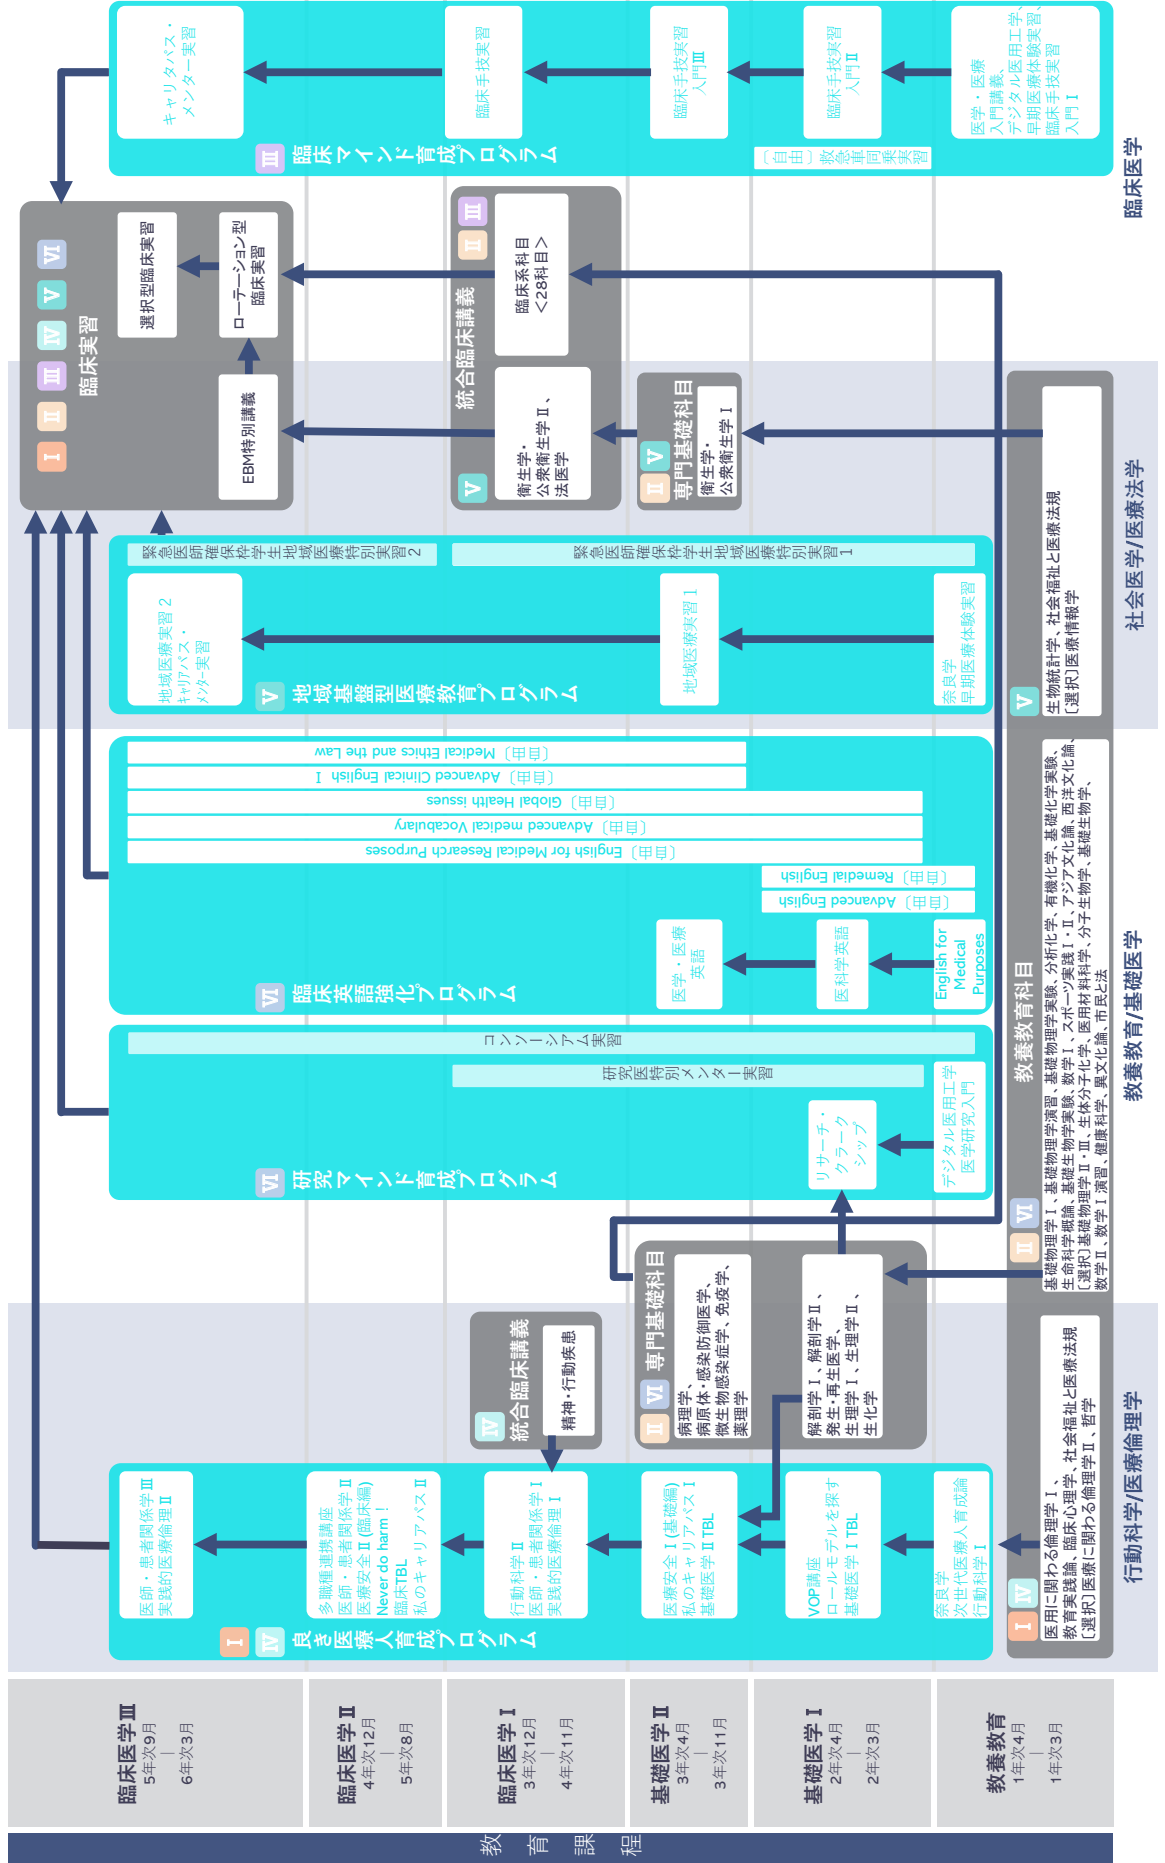 教育課程
臨床医学Ⅲ
5年次9月
|
6年次3月
臨床医学Ⅱ
4年次12月
|
5年次8月
臨床医学Ⅰ
3年次12月
|
4年次11月
基礎医学Ⅱ
3年次4月
|
3年次11月
基礎医学Ⅰ
2年次4月
|
2年次3月
教養教育
1年次4月
|
1年次3月
行動科学/医療倫理学
教養教育/基礎医学
社会医学/医療法学
臨床医学
Ⅰ
Ⅳ
良き医療人育成プログラム
医師・患者関係学Ⅲ
実践的医療倫理Ⅱ
多職種連携講座
医師・患者関係学Ⅱ
医療安全Ⅱ(臨床編)
Never do harm！
臨床TBL
私のキャリアパスⅡ
行動科学Ⅱ
医師・患者関係学Ⅰ
実践的医療倫理Ⅰ
医療安全Ⅰ(基礎編)
私のキャリアパスⅠ
基礎医学ⅡTBL
VOP講座
ロールモデルを探す
基礎医学ⅠTBL
奈良学
次世代医療人育成論
行動科学Ⅰ
Ⅳ
統合臨床講義
精神・行動疾患
Ⅱ
Ⅵ
専門基礎科目
病理学、
病原体・感染防御医学、
微生物感染症学、免疫学、
薬理学
解剖学Ⅰ、解剖学Ⅱ、
発生・再生医学、
生理学Ⅰ、生理学Ⅱ、
生化学
Ⅵ
研究マインド育成プログラム
コンソーシアム実習
研究医特別メンター実習
リサーチ・
クラーク
シップ
デジタル医用工学
医学研究入門
Ⅵ
臨床英語強化プログラム
〔自由〕Medical Ethics and the Law
〔自由〕Advanced Clinical English Ⅰ
〔自由〕Global Health issues
〔自由〕Advanced medical Vocabulary
〔自由〕English for Medical Research Purposes
〔自由〕Remedial English
〔自由〕Advanced English
医学・医療
英語
医科学英語
English for
Medical
Purposes
Ⅴ
地域基盤型医療教育プログラム
緊急医師確保枠学生地域医療特別実習2
緊急医師確保枠学生地域医療特別実習1
地域医療実習2
キャリアパス・
メンター実習
地域医療実習1
奈良学
早期医療体験実習
Ⅰ
Ⅱ
Ⅲ
Ⅳ
Ⅴ
Ⅵ
臨床実習
選択型臨床実習
ローテーション型
臨床実習
EBM特別講義
Ⅴ
統合臨床講義
Ⅱ
Ⅲ
衛生学・
公衆衛生学Ⅱ、
法医学
臨床系科目
＜28科目＞
Ⅱ
Ⅴ
専門基礎科目
衛生学・
公衆衛生学Ⅰ
Ⅲ
臨床マインド育成プログラム
キャリタパス・
メンター実習
臨床手技実習
臨床手技実習
入門Ⅲ
臨床手技実習
入門Ⅱ
〔自由〕救急車同乗実習
医学・医療
入門講義、
デジタル医用工学、
早期医療体験実習、
臨床手技実習
入門Ⅰ
教養教育科目
Ⅰ
Ⅳ
医用に関わる倫理学Ⅰ、
教育実践論、臨床心理学、社会福祉と医療法規
〔選択〕医療に関わる倫理学Ⅱ、哲学
Ⅱ
Ⅵ
基礎物理学Ⅰ、基礎物理学演習、基礎物理学実験、分析化学、有機化学、基礎化学実験、
生命科学概論、基礎生物学実験、数学Ⅰ、スポーツ実践Ⅰ・Ⅱ、アジア文化論、西洋文化論、
〔選択〕基礎物理学Ⅱ・Ⅲ、生体分子化学、医用材料科学、分子生物学、基礎生物学、
数学Ⅱ、数学Ⅰ演習、健康科学、異文化論、市民と法
Ⅴ
生物統計学、社会福祉と医療法規
〔選択〕医療情報学